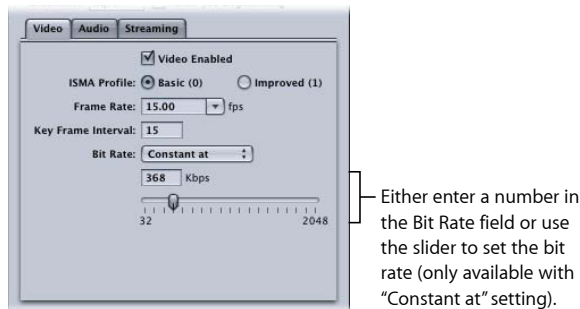 Video Audio Streaming
Video Enabled
ISMA Profile: Basic (0) Improved (1)
Frame Rate: 15.00 fps
Key Frame Interval: 15
Bit Rate: Constant at
368 Kbps
32 2048
Either enter a number in
the Bit Rate field or use
the slider to set the bit
rate (only available with
“Constant at” setting).